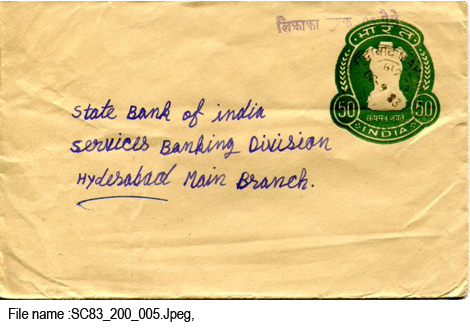 लिफाफा
भारत
50 50
सत्यमेव जयते
INDIA
State Bank of india
Services Banking Division
Hyderabad Main Branch.
File name :SC83_200_005.Jpeg,